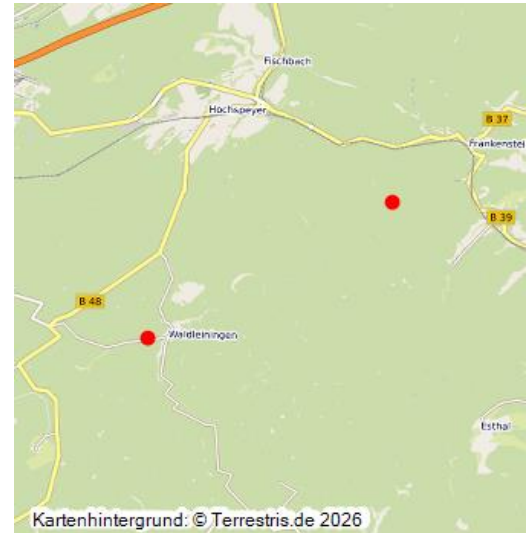 Fischbach
Hochspeyer
B 37
Frankenstei
B 39
B 48
Waldleiningen
Esthal
Kartenhintergrund: © Terrestris.de 2026